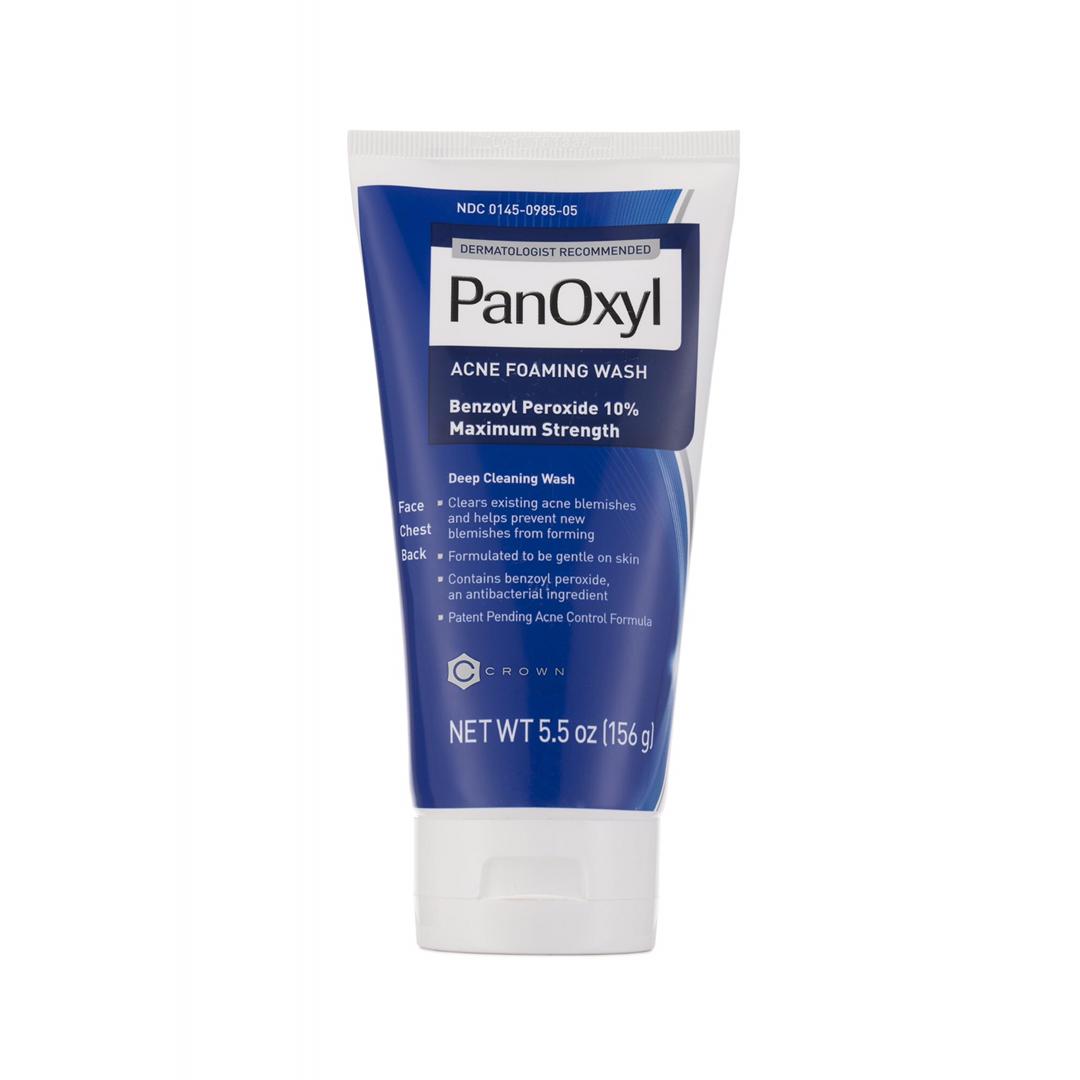 NDC 0145-0985-05
DERMATOLOGIST RECOMMENDED
PanOxyl
ACNE FOAMING WASH
Benzoyl Peroxide 10%
Maximum Strength
Deep Cleaning Wash
Face
Chest
Back
▪ Clears existing acne blemishes
and helps prevent new
blemishes from forming
▪ Formulated to be gentle on skin
▪ Contains benzoyl peroxide,
an antibacterial ingredient
▪ Patent Pending Acne Control Formula
C CROWN
NET WT 5.5 oz (156 g)